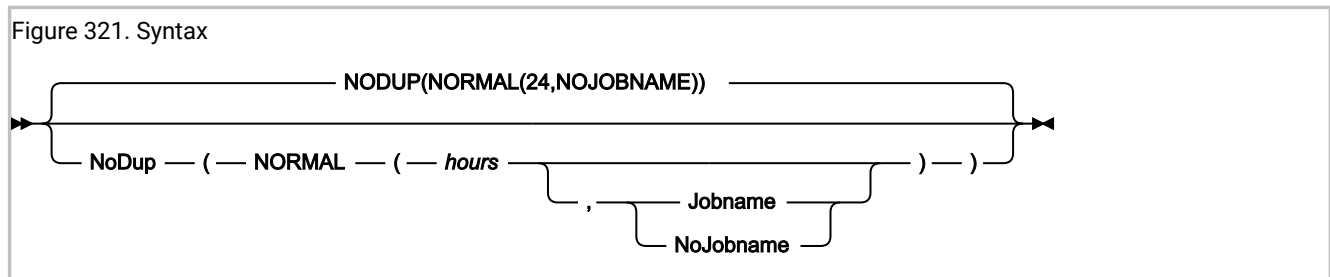 Figure 321. Syntax
NODUP(NORMAL(24,NOJOBNAME))
NoDup ( NORMAL ( hours ) )
, Jobname
NoJobname